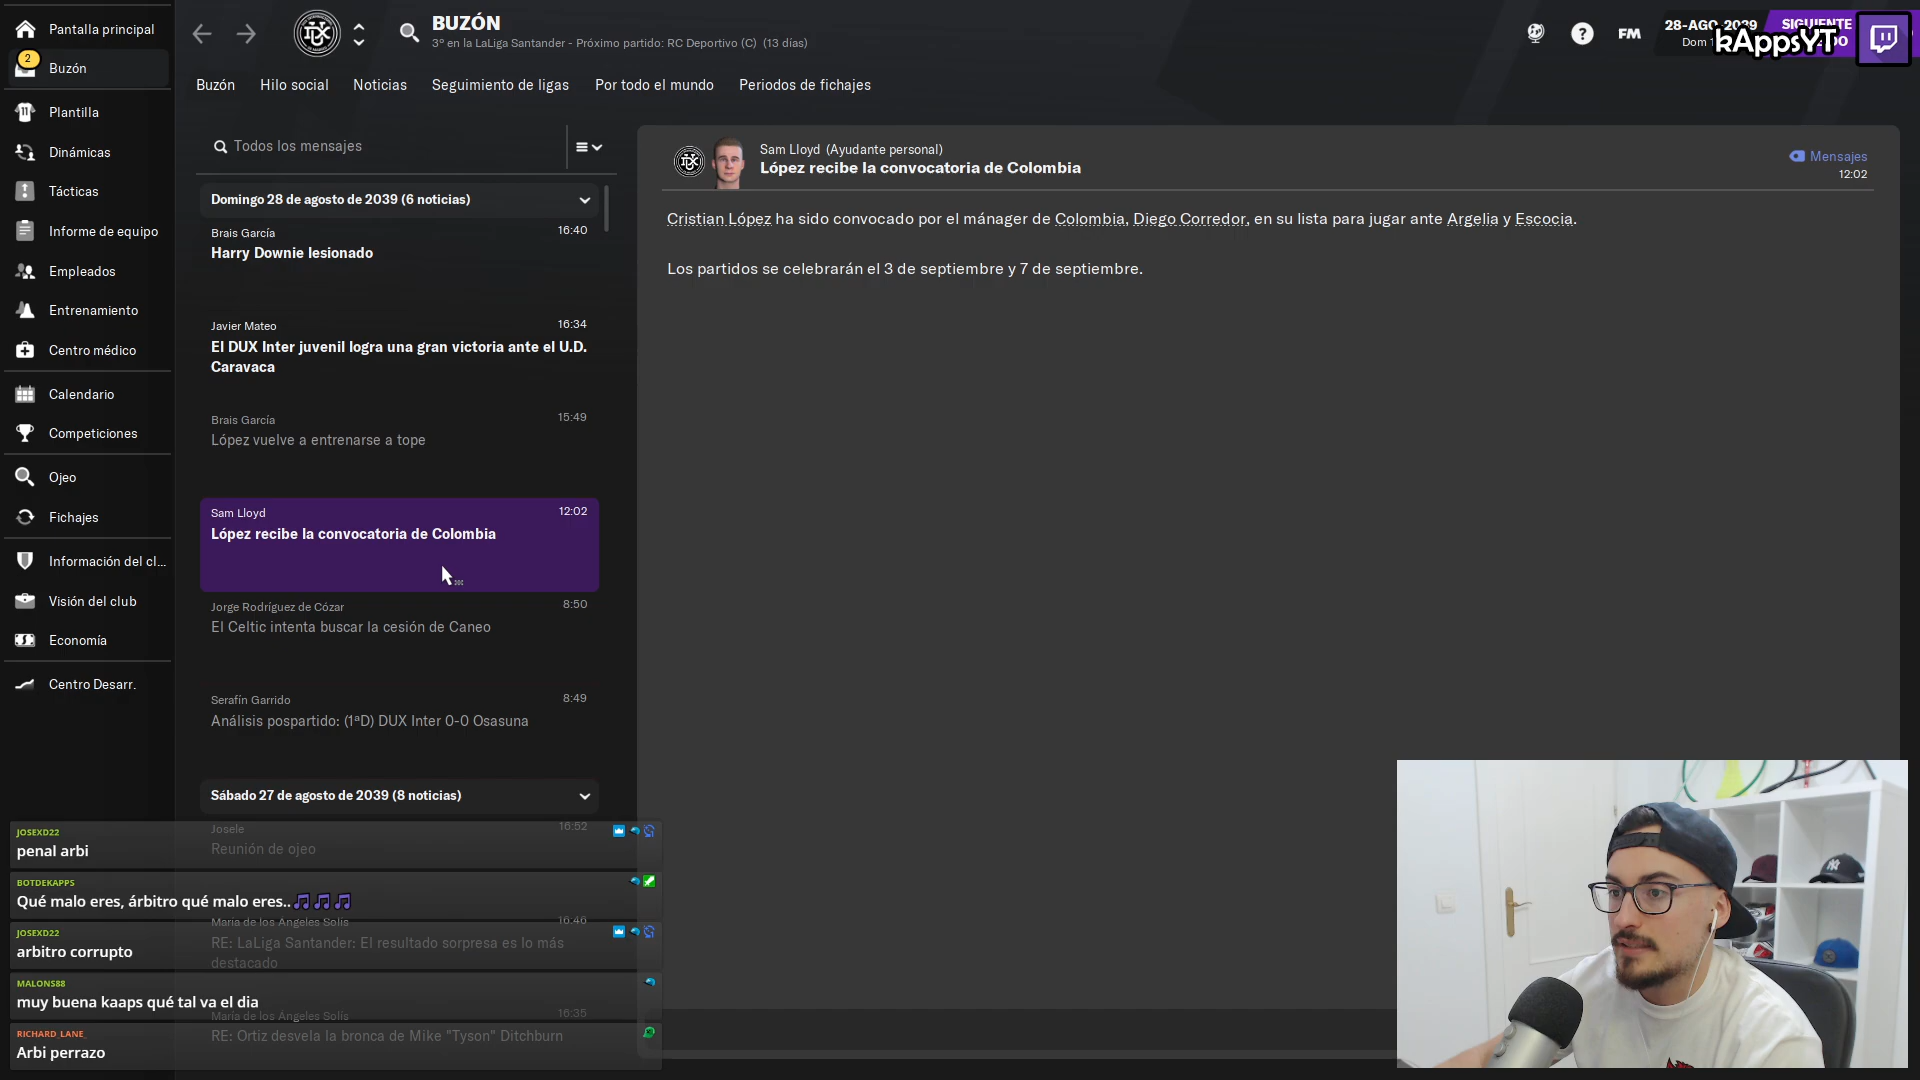 Pantalla principal
2
Buzón
Plantilla
Dinámicas
Tácticas
Informe de equipo
Empleados
Entrenamiento
Centro médico
Calendario
Competiciones
Ojeo
Fichajes
Información del cl...
Visión del club
Economía
Centro Desarr.
BUZÓN
3º en la LaLiga Santander - Próximo partido: RC Deportivo (C) (13 días)
FM
28-AGO-2039
SIGUIENTE
Dom
kAppsYT
Buzón Hilo social Noticias Seguimiento de ligas Por todo el mundo Periodos de fichajes
Todos los mensajes
Domingo 28 de agosto de 2039 (6 noticias)
Brais García 16:40
Harry Downie lesionado
Javier Mateo 16:34
El DUX Inter juvenil logra una gran victoria ante el U.D.
Caravaca
Brais García 15:49
López vuelve a entrenarse a tope
Sam Lloyd 12:02
López recibe la convocatoria de Colombia
Jorge Rodríguez de Cózar 8:50
El Celtic intenta buscar la cesión de Caneo
Serafín Garrido 8:49
Análisis pospartido: (1ªD) DUX Inter 0-0 Osasuna
Sábado 27 de agosto de 2039 (8 noticias)
Josele 16:52
Reunión de ojeo
María de los Ángeles Solís 16:46
RE: LaLiga Santander: El resultado sorpresa es lo más
destacado
María de los Ángeles Solís 16:35
RE: Ortiz desvela la bronca de Mike "Tyson" Ditchburn
Sam Lloyd (Ayudante personal)
López recibe la convocatoria de Colombia
Mensajes
12:02
Cristian López ha sido convocado por el mánager de Colombia, Diego Corredor, en su lista para jugar ante Argelia y Escocia.
Los partidos se celebrarán el 3 de septiembre y 7 de septiembre.
JOSEXD22
penal arbi
BOTDEKAPPS
Qué malo eres, árbitro qué malo eres..🎵🎵🎵
JOSEXD22
arbitro corrupto
MALONS88
muy buena kaaps qué tal va el dia
RICHARD_LANE_
Arbi perrazo